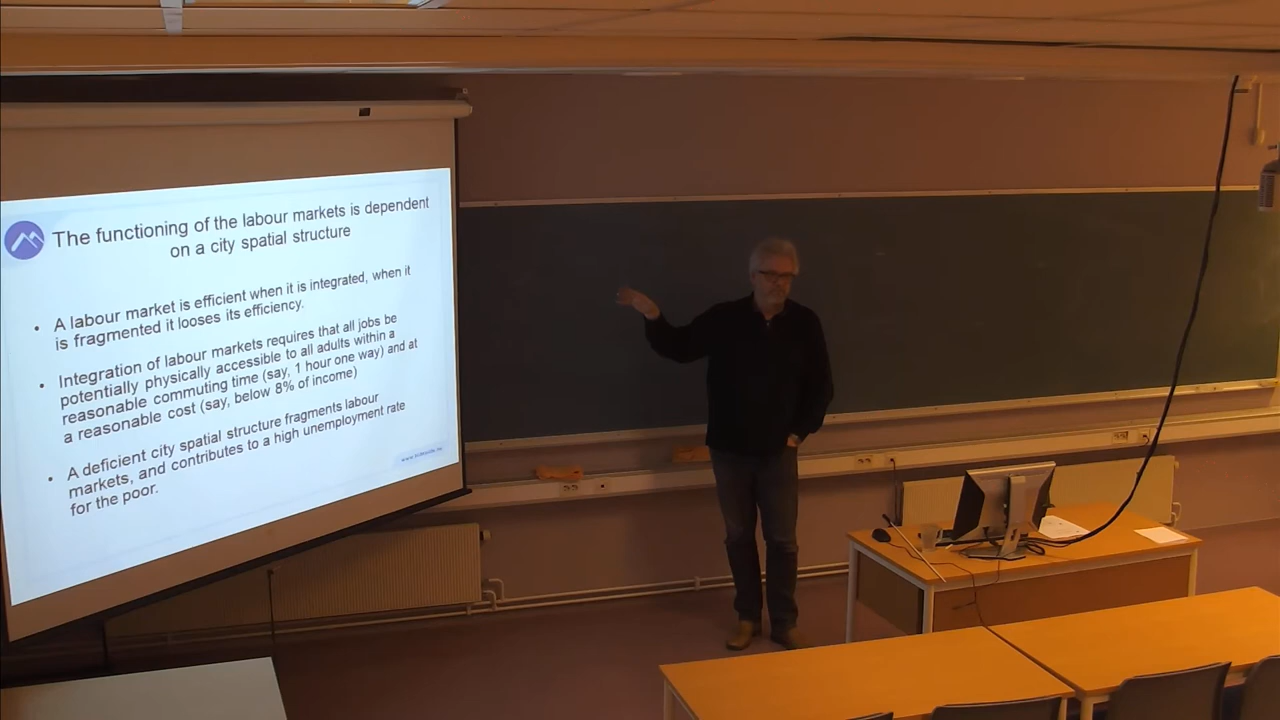 The functioning of the labour markets is dependent
on a city spatial structure
• A labour market is efficient when it is integrated, when it
is fragmented it looses its efficiency.
• Integration of labour markets requires that all jobs be
potentially physically accessible to all adults within a
reasonable commuting time (say, 1 hour one way) and at
a reasonable cost (say, below 8% of income)
• A deficient city spatial structure fragments labour
markets, and contributes to a high unemployment rate
for the poor.